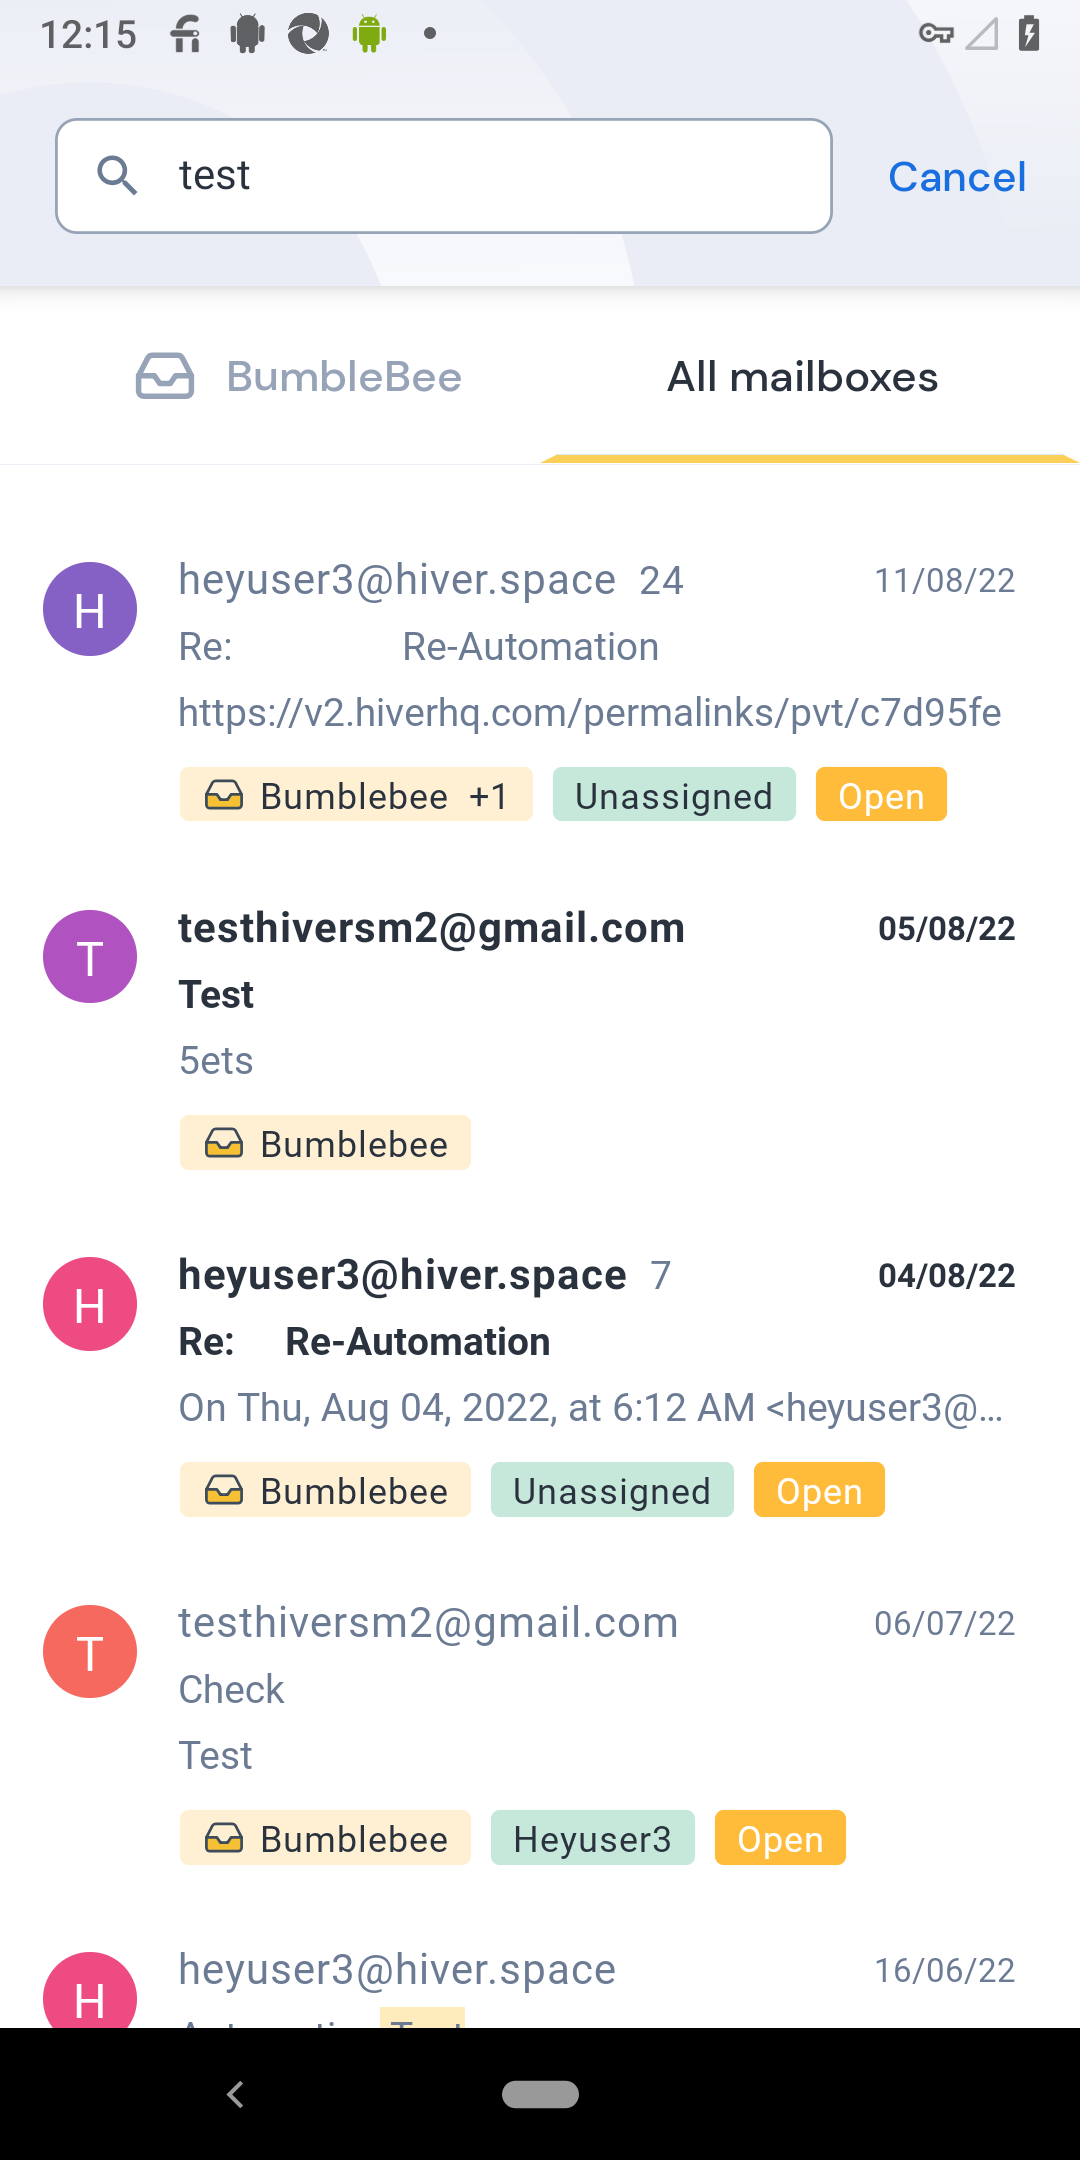 12:15
test
Cancel
BumbleBee
All mailboxes
H
heyuser3@hiver.space 24
11/08/22
Re: Re-Automation
https://v2.hiverhq.com/permalinks/pvt/c7d95fe
Bumblebee +1
Unassigned
Open
T
testhiversm2@gmail.com
05/08/22
Test
5ets
Bumblebee
H
heyuser3@hiver.space 7
04/08/22
Re: Re-Automation
On Thu, Aug 04, 2022, at 6:12 AM <heyuser3@...
Bumblebee
Unassigned
Open
T
testhiversm2@gmail.com
06/07/22
Check
Test
Bumblebee
Heyuser3
Open
H
heyuser3@hiver.space
16/06/22